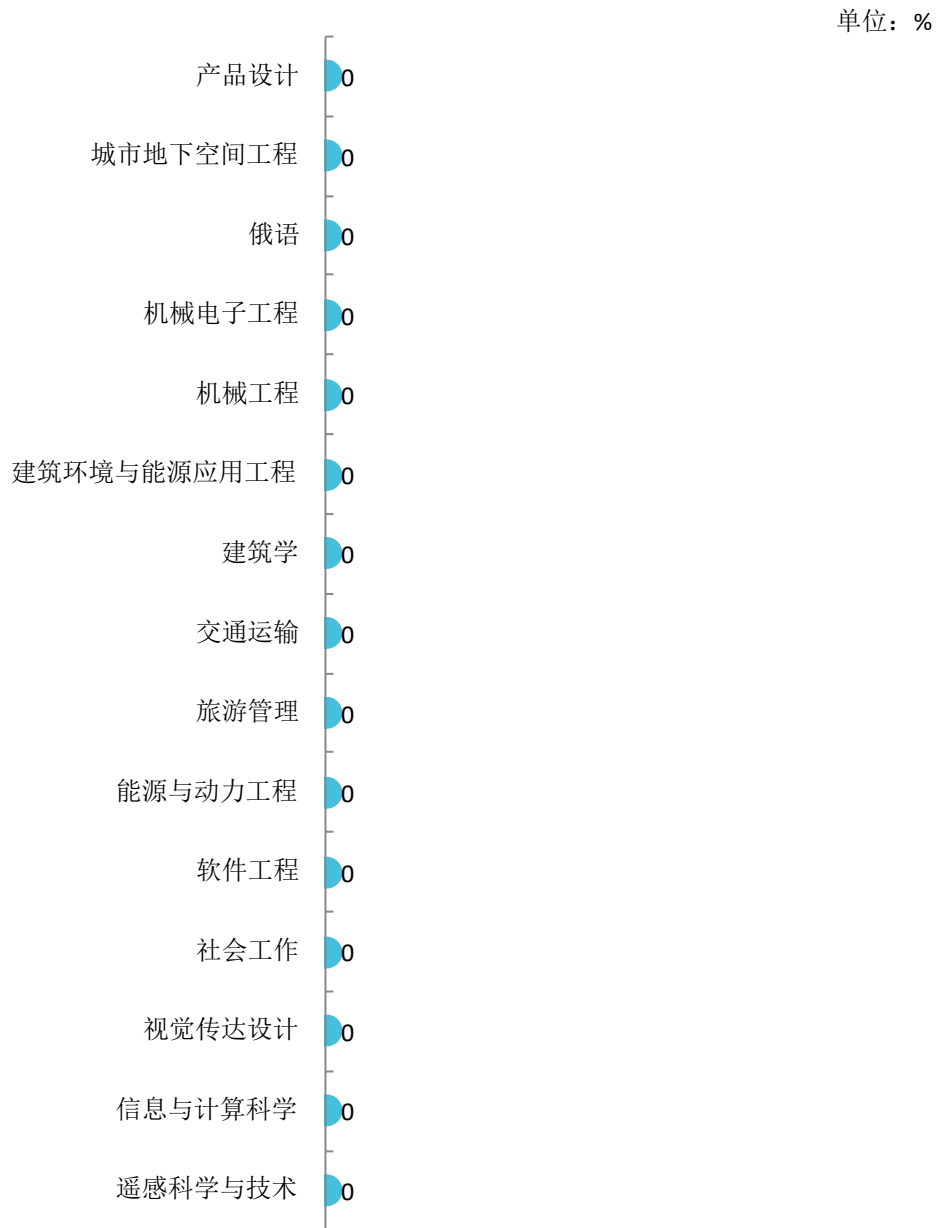 单位：%
产品设计 0
城市地下空间工程 0
俄语 0
机械电子工程 0
机械工程 0
建筑环境与能源应用工程 0
建筑学 0
交通运输 0
旅游管理 0
能源与动力工程 0
软件工程 0
社会工作 0
视觉传达设计 0
信息与计算科学 0
遥感科学与技术 0